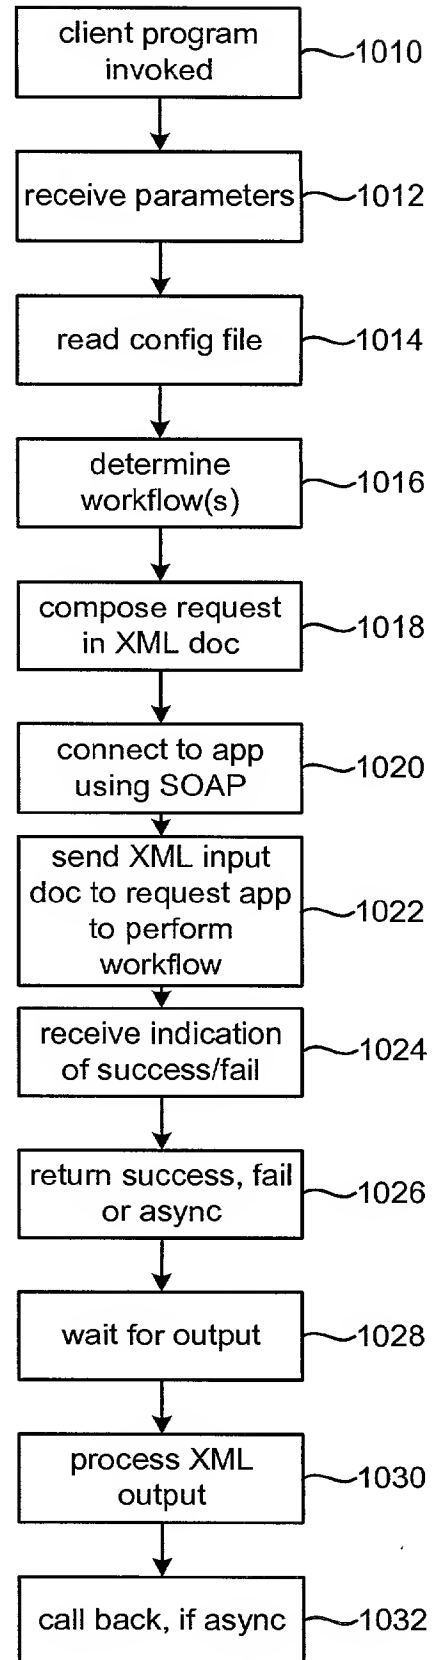 client program
invoked
1010
receive parameters
1012
read config file
1014
determine
workflow(s)
1016
compose request
in XML doc
1018
connect to app
using SOAP
1020
send XML input
doc to request app
to perform
workflow
1022
receive indication
of success/fail
1024
return success, fail
or async
1026
wait for output
1028
process XML
output
1030
call back, if async
1032